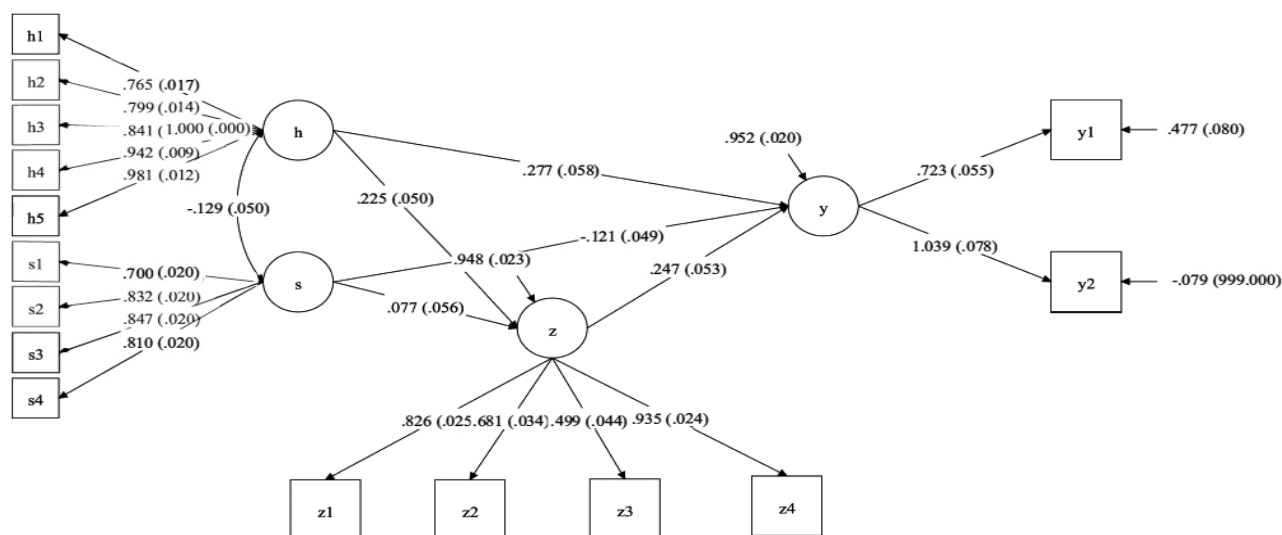 h1
h2
h3
h4
h5
s1
s2
s3
s4
.765 (.017)
.799 (.014)
.841 (
1.000 (.000)
.942 (.009)
.981 (.012)
-.129 (.050)
.700 (.020)
.832 (.020)
.847 (.020)
.810 (.020)
h
s
.277 (.058)
.225 (.050)
-.121 (.049)
.948 (.023)
.077 (.056)
.247 (.053)
z
.952 (.020)
y
.723 (.055)
1.039 (.078)
y1
.477 (.080)
y2
-.079 (999.000)
.826 (.025
.681 (.034)
.499 (.044)
.935 (.024)
z1
z2
z3
z4